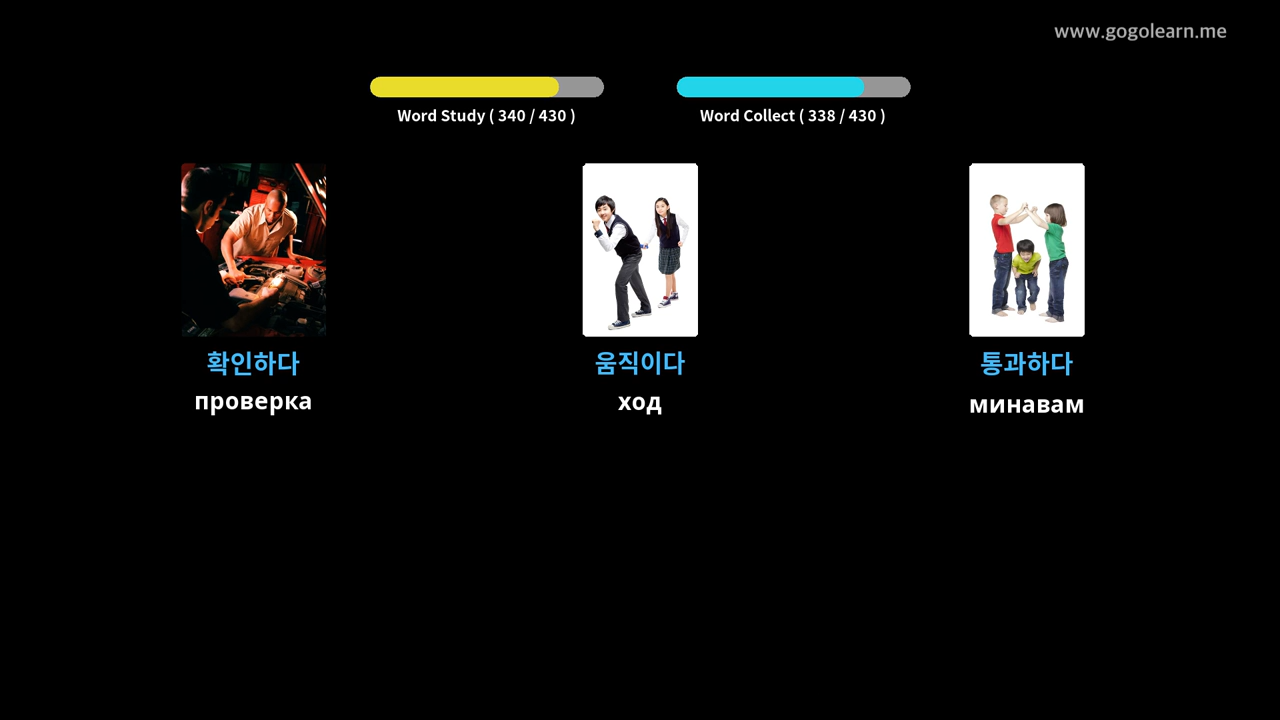 www.gogolearn.me
Word Study ( 340 / 430 )
Word Collect ( 338 / 430 )
확인하다
움직이다
통과하다
проверка
ход
минавам